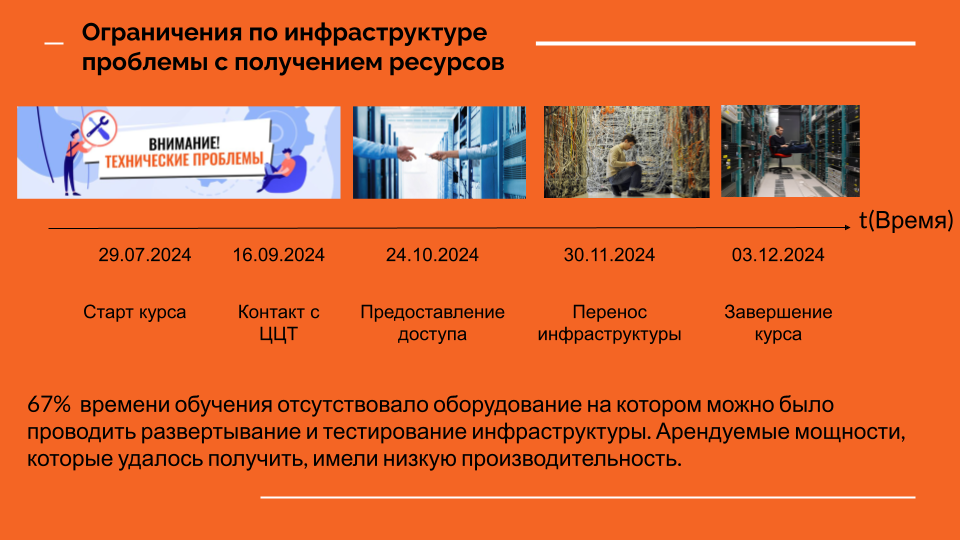 Ограничения по инфраструктуре
проблемы с получением ресурсов
ВНИМАНИЕ!
ТЕХНИЧЕСКИЕ ПРОБЛЕМЫ
t(Время)
29.07.2024
16.09.2024
24.10.2024
30.11.2024
03.12.2024
Старт курса
Контакт с
ЦЦТ
Предоставление
доступа
Перенос
инфраструктуры
Завершение
курса
67% времени обучения отсутствовало оборудование на котором можно было
проводить развертывание и тестирование инфраструктуры. Арендуемые мощности,
которые удалось получить, имели низкую производительность.